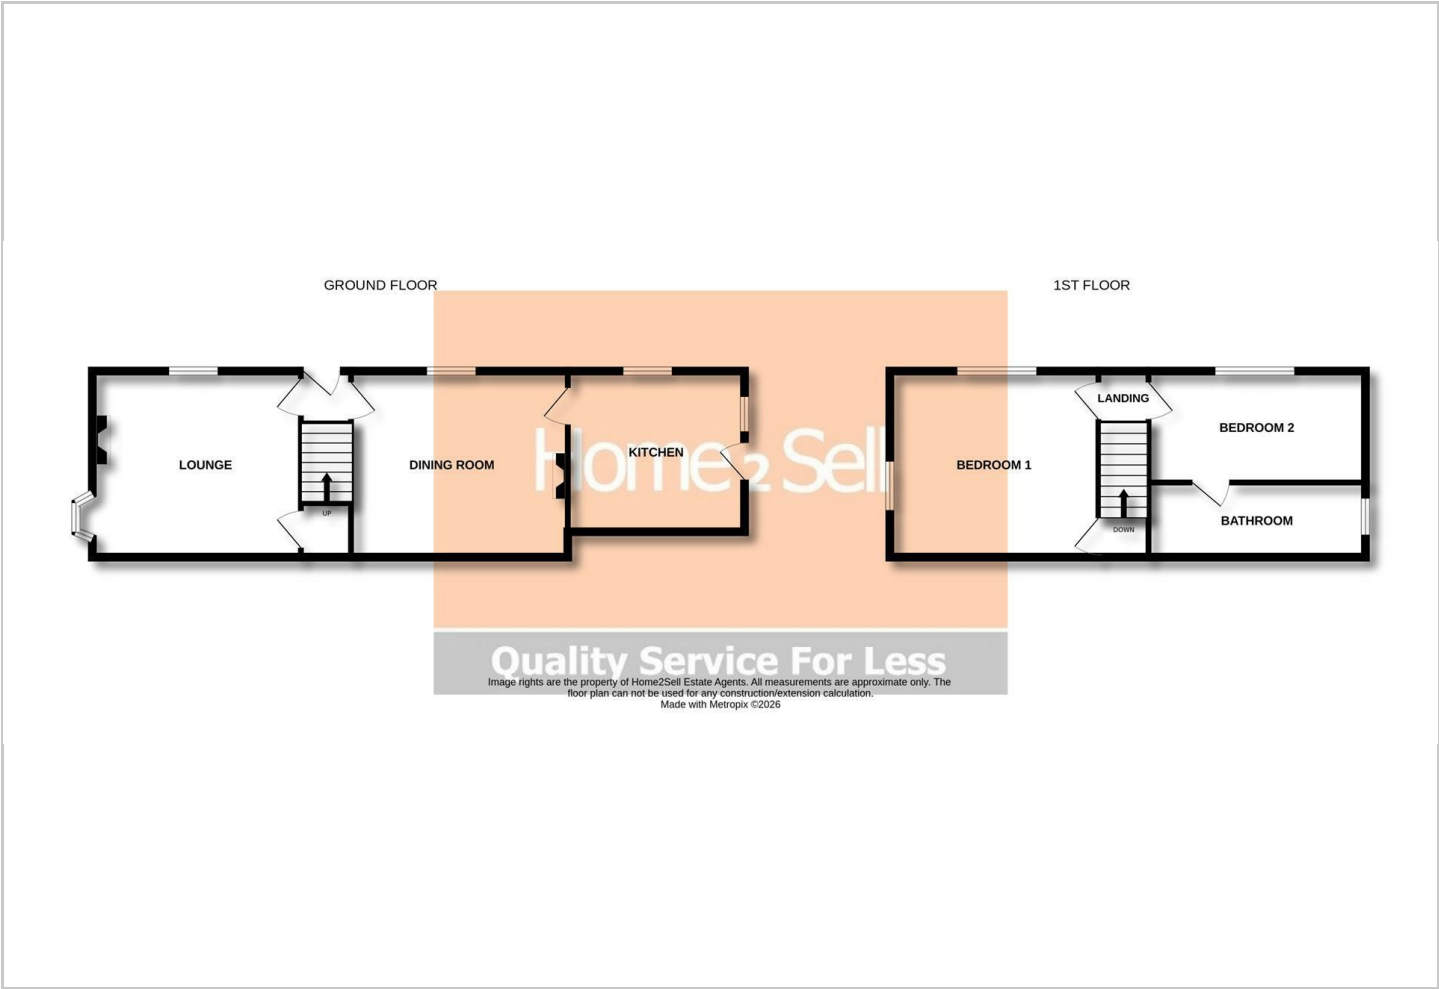 GROUND FLOOR
1ST FLOOR
LANDING
BEDROOM 2
Home2Sell
KITCHEN
LOUNGE
DINING ROOM
BEDROOM 1
UP
BATHROOM
DOWN
Quality Service For Less
Image rights are the property of Home2Sell Estate Agents. All measurements are approximate only. The
floor plan can not be used for any construction/extension calculation.
Made with Metropix ©2026